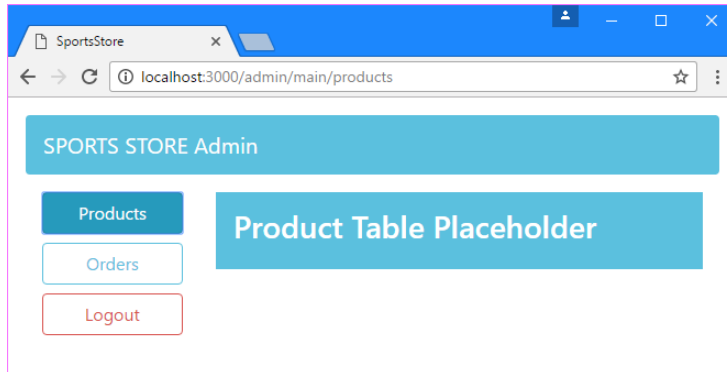 SportsStore
localhost:3000/admin/main/products
SPORTS STORE Admin
Products
Product Table Placeholder
Orders
Logout